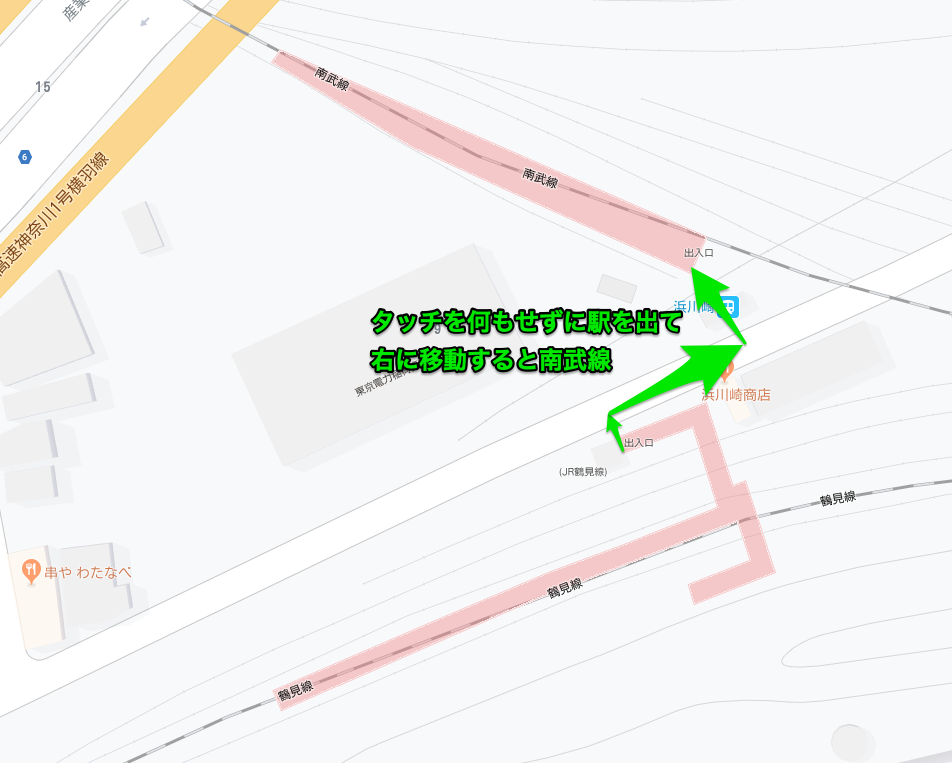 産業
15
6
高速神奈川1号横羽線
南武線
南武線
出入口
浜川崎
タッチを何もせずに駅を出て
右に移動すると南武線
東京電力
浜川崎商店
出入口
(JR鶴見線)
鶴見線
串や わたなべ
鶴見線
鶴見線